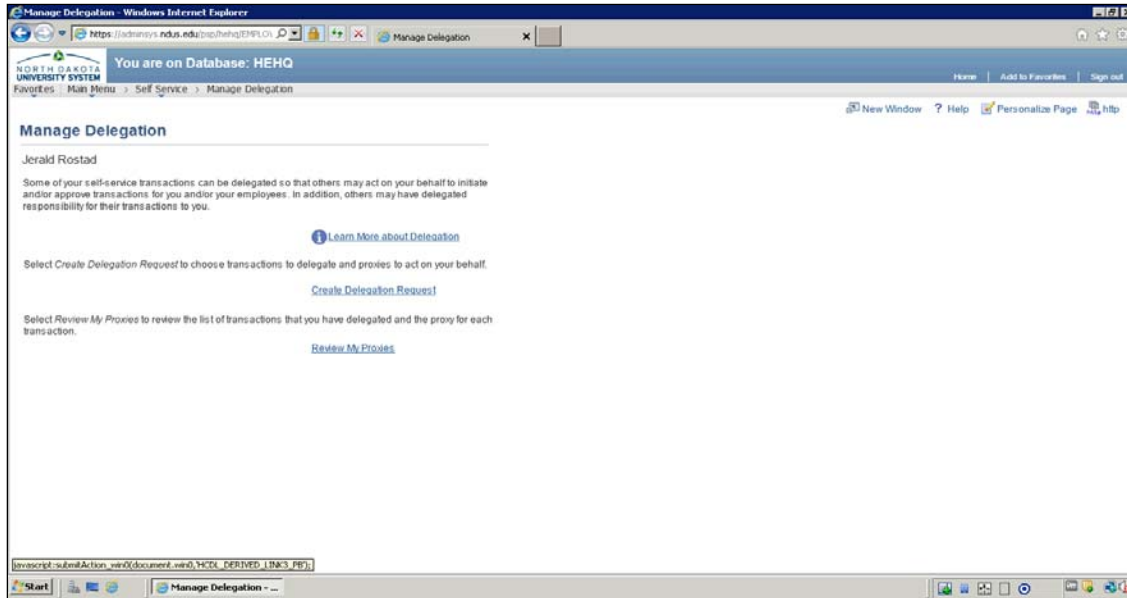 Manage Delegation - Windows Internet Explorer
https://adminsys.ndus.edu/psp/hehq/EMPLO
Manage Delegation
NORTH DAKOTA
UNIVERSITY SYSTEM
You are on Database: HEHQ
Home | Add to Favorites | Sign out
Favorites Main Menu > Self Service > Manage Delegation
New Window ? Help Personalize Page http
Manage Delegation
Jerald Rostad
Some of your self-service transactions can be delegated so that others may act on your behalf to initiate
and/or approve transactions for you and/or your employees. In addition, others may have delegated
responsibility for their transactions to you.
Learn More about Delegation
Select Create Delegation Request to choose transactions to delegate and proxies to act on your behalf.
Create Delegation Request
Select Review My Proxies to review the list of transactions that you have delegated and the proxy for each
transaction.
Review My Proxies
javascript:submitAction_win0(document.win0,'HCDL_DERIVED_LINK3_PB');
Start
Manage Delegation - ...